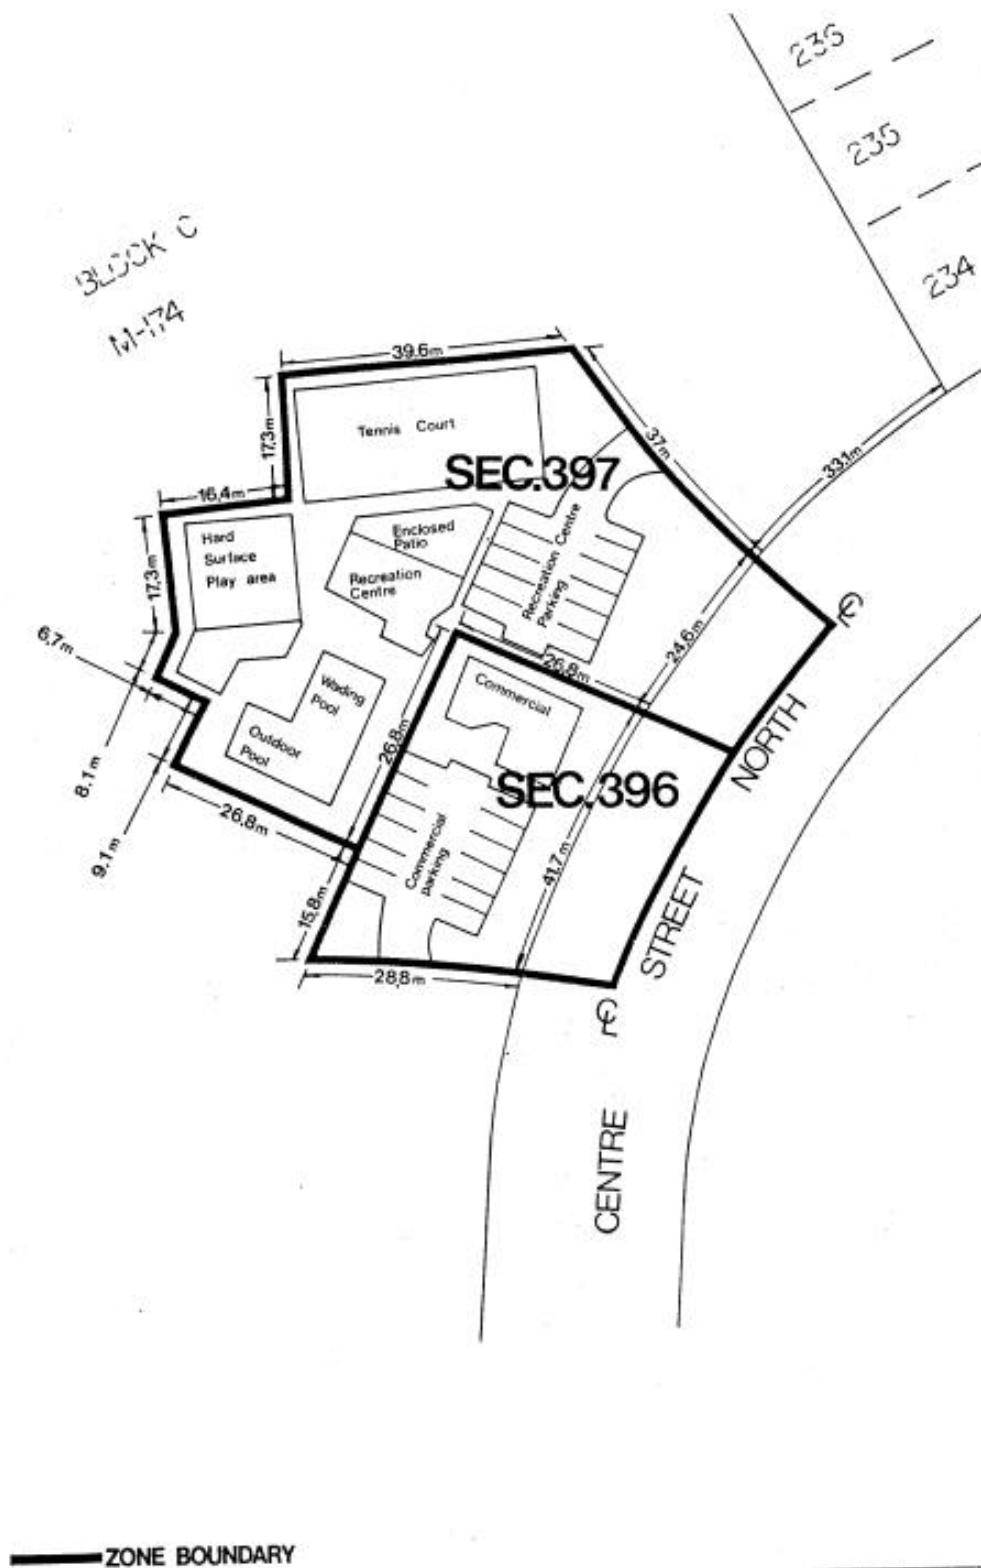 236
235
234
BLOCK C
M-174
39.6m
17.3m
37m
33.1m
Tennis Court
SEC.397
16.4m
Hard
Surface
Play area
Enclosed
Patio
Recreation
Centre
Recreation Centre
Parking
17.3m
6.7m
24.6m
26.8m
Wading
Pool
Outdoor
Pool
Commercial
26.8m
SEC.396
8.1m
9.1m
26.8m
Commercial
parking
41.7m
15.8m
28.8m
CENTRE
STREET
NORTH
ZONE BOUNDARY